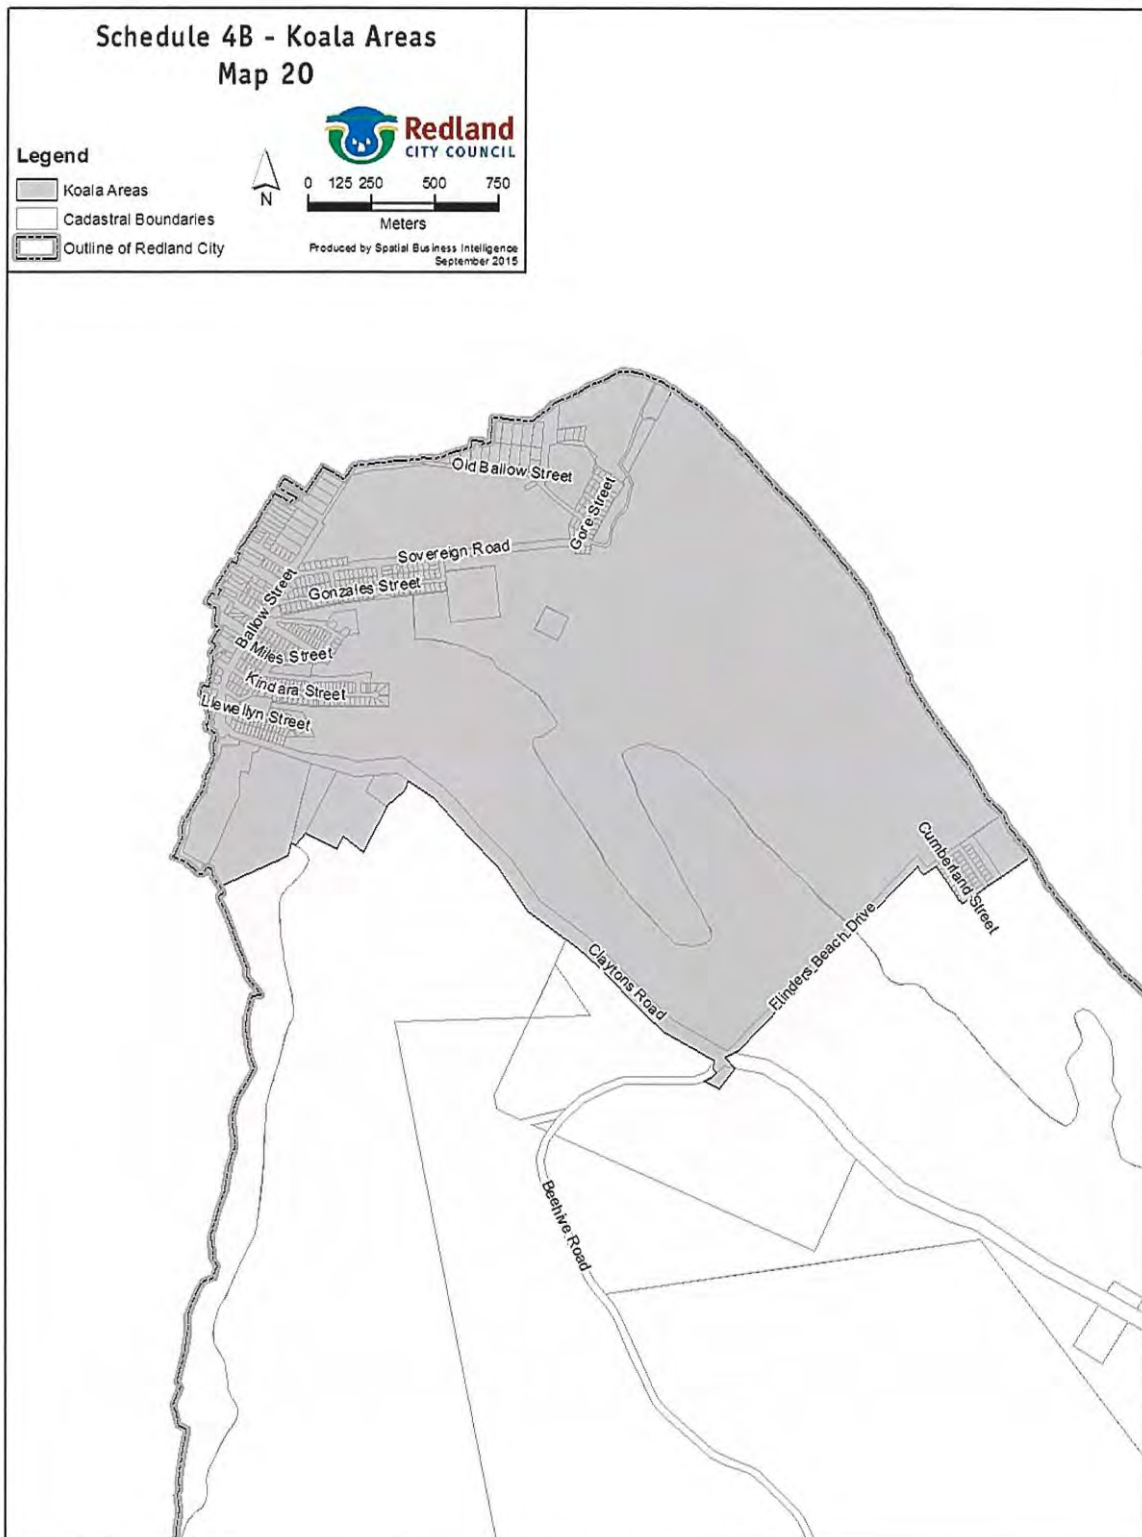 Schedule 4B - Koala Areas
Map 20
Redland
CITY COUNCIL
Legend
Koala Areas
Cadastral Boundaries
Outline of Redland City
N
0 125 250 500 750
Meters
Produced by Spatial Business Intelligence
September 2015
Old Ballow Street
Gore Street
Sovereign Road
Gonzales Street
Ballow Street
Miles Street
Kindara Street
Llewellyn Street
Cumberland Street
Flinders Beach Drive
Claytons Road
Beehive Road